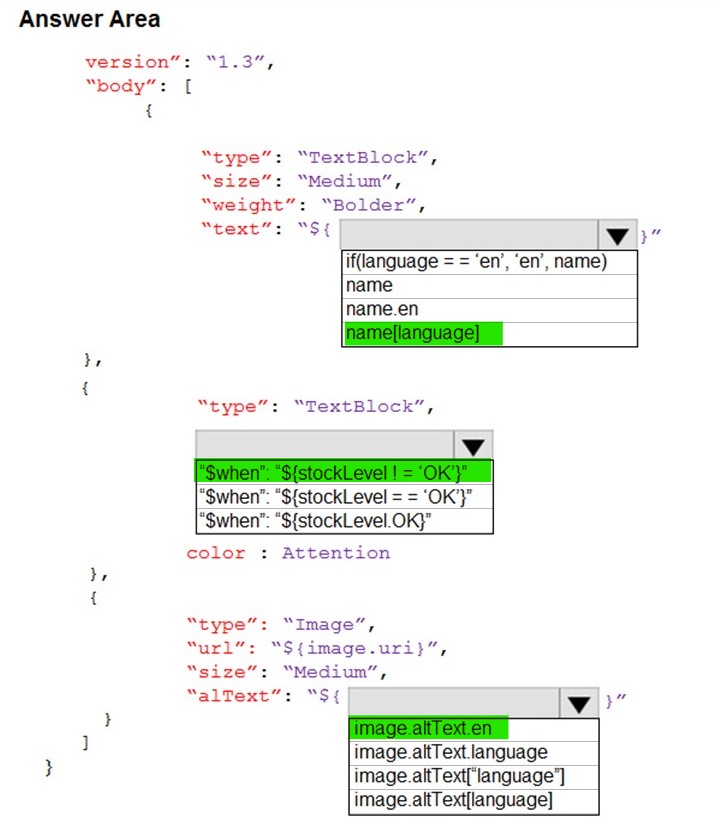 Answer Area
version”: “1.3”,
“body”: [
{
“type”: “TextBlock”,
“size”: “Medium”,
“weight”: “Bolder”,
“text”: “${ }”
if(language = = ‘en’, ‘en’, name)
name
name.en
name[language]
},
{
“type”: “TextBlock”,
“$when”: “${stockLevel ! = ‘OK’}”
“$when”: “${stockLevel = = ‘OK’}”
“$when”: “${stockLevel.OK}”
color : Attention
},
{
“type”: “Image”,
“url”: “${image.uri}”,
“size”: “Medium”,
“alText”: “${ }”
image.altText.en
image.altText.language
image.altText[“language”]
image.altText[language]
}
]
}